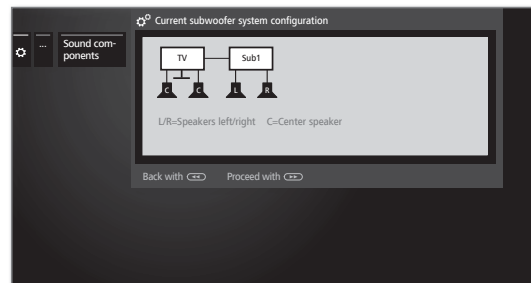 Current subwoofer system configuration
...
Sound com-
ponents
TV
Sub1
C
C
L
R
L/R=Speakers left/right C=Center speaker
Back with
Proceed with